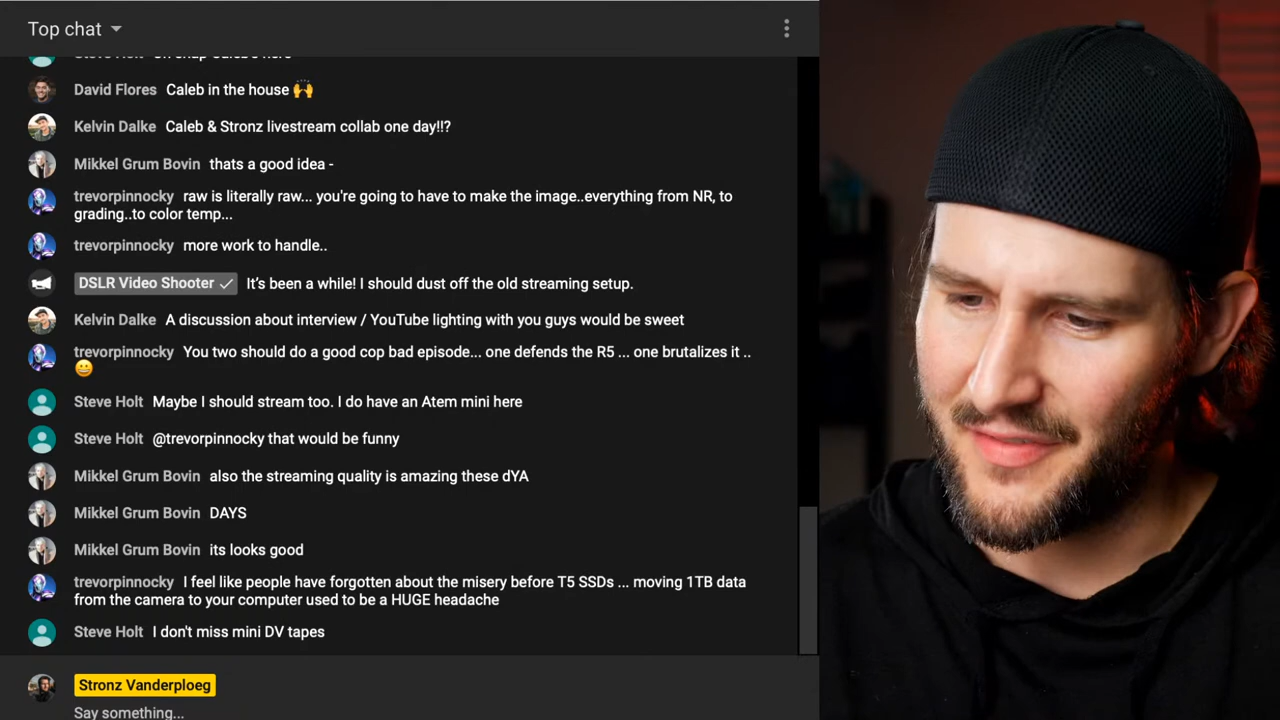 Top chat
David Flores Caleb in the house 🙌
Kelvin Dalke Caleb & Stronz livestream collab one day!!?
Mikkel Grum Bovin thats a good idea -
trevorpinnocky raw is literally raw... you're going to have to make the image..everything from NR, to
grading..to color temp...
trevorpinnocky more work to handle..
DSLR Video Shooter It's been a while! I should dust off the old streaming setup.
Kelvin Dalke A discussion about interview / YouTube lighting with you guys would be sweet
trevorpinnocky You two should do a good cop bad episode... one defends the R5 ... one brutalizes it ..
😀
Steve Holt Maybe I should stream too. I do have an Atem mini here
Steve Holt @trevorpinnocky that would be funny
Mikkel Grum Bovin also the streaming quality is amazing these dYA
Mikkel Grum Bovin DAYS
Mikkel Grum Bovin its looks good
trevorpinnocky I feel like people have forgotten about the misery before T5 SSDs ... moving 1TB data
from the camera to your computer used to be a HUGE headache
Steve Holt I don't miss mini DV tapes
Stronz Vanderploeg
Say something...